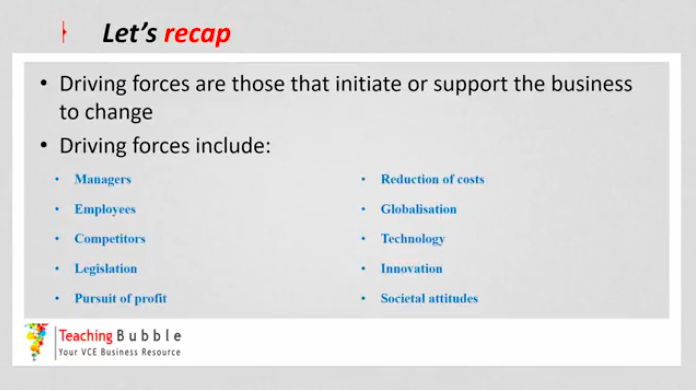 Let's recap
• Driving forces are those that initiate or support the business
to change
• Driving forces include:
• Managers
• Employees
• Competitors
• Legislation
• Pursuit of profit
• Reduction of costs
• Globalisation
• Technology
• Innovation
• Societal attitudes
Teaching Bubble
Your VCE Business Resource